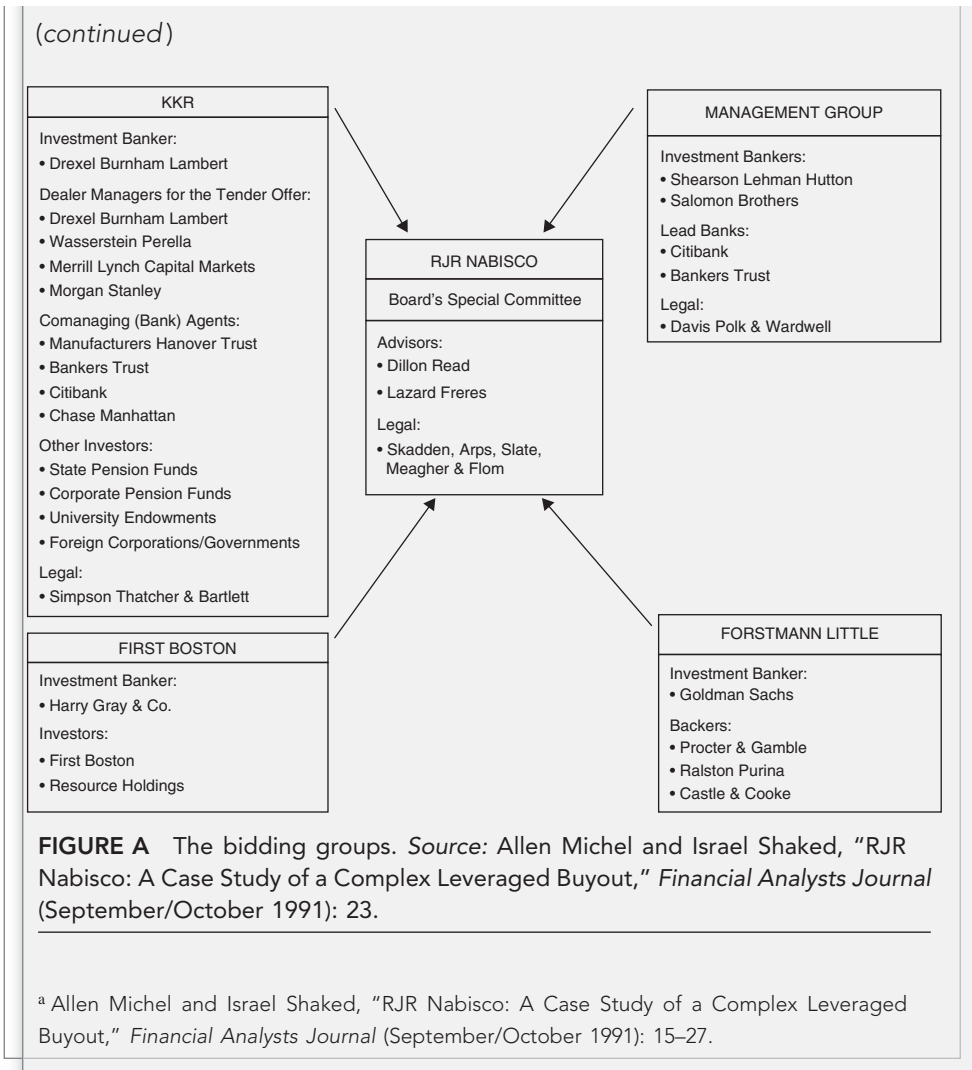 (continued)
KKR
Investment Banker:
• Drexel Burnham Lambert
Dealer Managers for the Tender Offer:
• Drexel Burnham Lambert
• Wasserstein Perella
• Merrill Lynch Capital Markets
• Morgan Stanley
Comanaging (Bank) Agents:
• Manufacturers Hanover Trust
• Bankers Trust
• Citibank
• Chase Manhattan
Other Investors:
• State Pension Funds
• Corporate Pension Funds
• University Endowments
• Foreign Corporations/Governments
Legal:
• Simpson Thatcher & Bartlett
MANAGEMENT GROUP
Investment Bankers:
• Shearson Lehman Hutton
• Salomon Brothers
Lead Banks:
• Citibank
• Bankers Trust
Legal:
• Davis Polk & Wardwell
RJR NABISCO
Board’s Special Committee
Advisors:
• Dillon Read
• Lazard Freres
Legal:
• Skadden, Arps, Slate,
Meagher & Flom
FIRST BOSTON
Investment Banker:
• Harry Gray & Co.
Investors:
• First Boston
• Resource Holdings
FORSTMANN LITTLE
Investment Banker:
• Goldman Sachs
Backers:
• Procter & Gamble
• Ralston Purina
• Castle & Cooke
FIGURE A The bidding groups. Source: Allen Michel and Israel Shaked, “RJR
Nabisco: A Case Study of a Complex Leveraged Buyout,” Financial Analysts Journal
(September/October 1991): 23.
a Allen Michel and Israel Shaked, “RJR Nabisco: A Case Study of a Complex Leveraged
Buyout,” Financial Analysts Journal (September/October 1991): 15–27.